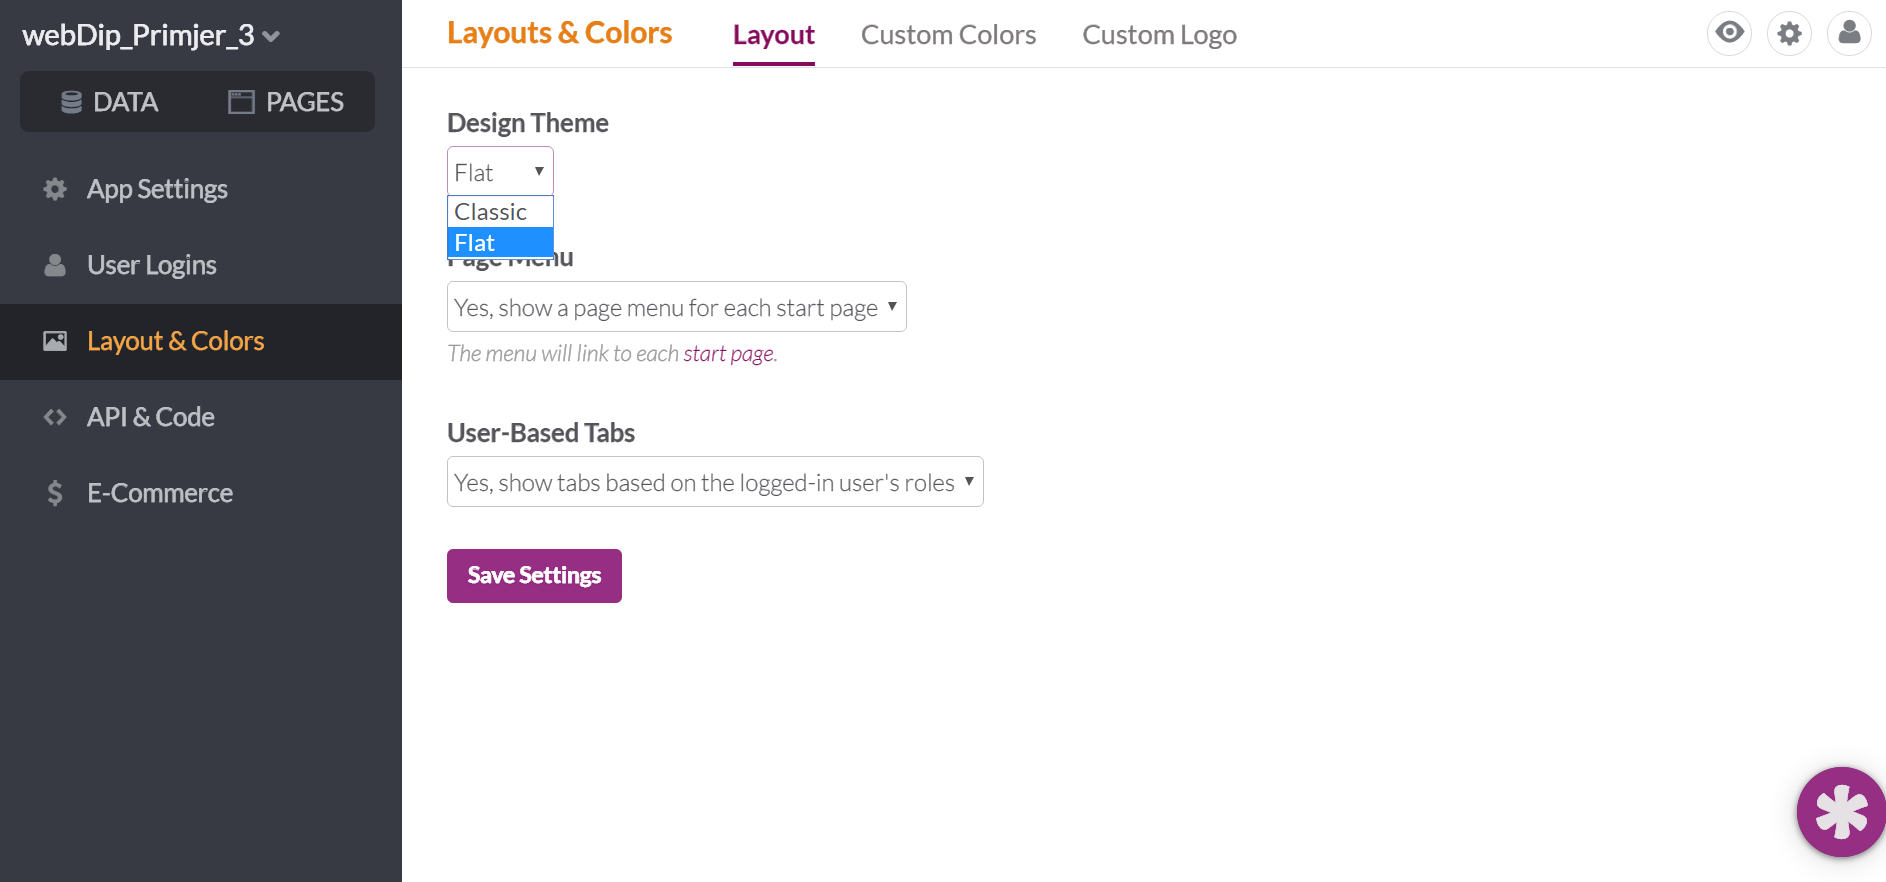 webDip_Primjer_3
DATA PAGES
App Settings
User Logins
Layout & Colors
API & Code
E-Commerce
Layouts & Colors Layout Custom Colors Custom Logo
Design Theme
Flat
Classic
Flat
Page Menu
Yes, show a page menu for each start page
The menu will link to each start page.
User-Based Tabs
Yes, show tabs based on the logged-in user's roles
Save Settings